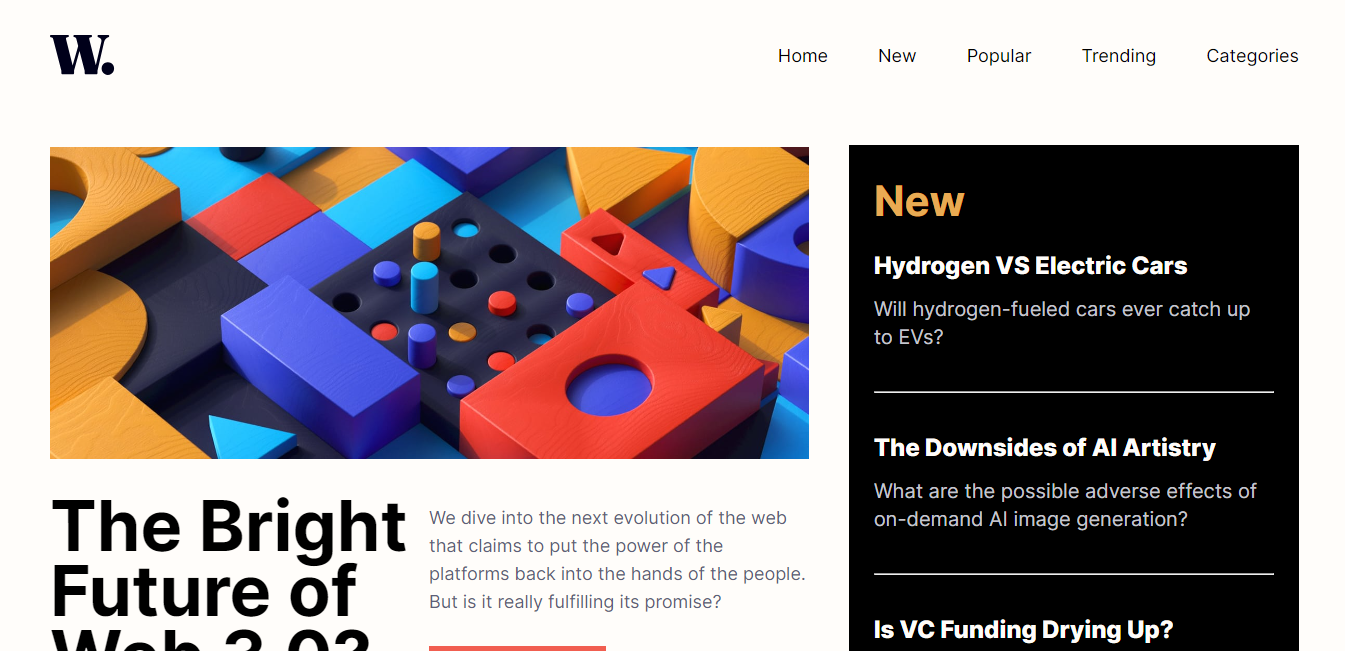 W.
Home New Popular Trending Categories
The Bright
Future of
Web 3.0?
We dive into the next evolution of the web
that claims to put the power of the
platforms back into the hands of the people.
But is it really fulfilling its promise?
New
Hydrogen VS Electric Cars
Will hydrogen-fueled cars ever catch up
to EVs?
The Downsides of AI Artistry
What are the possible adverse effects of
on-demand AI image generation?
Is VC Funding Drying Up?